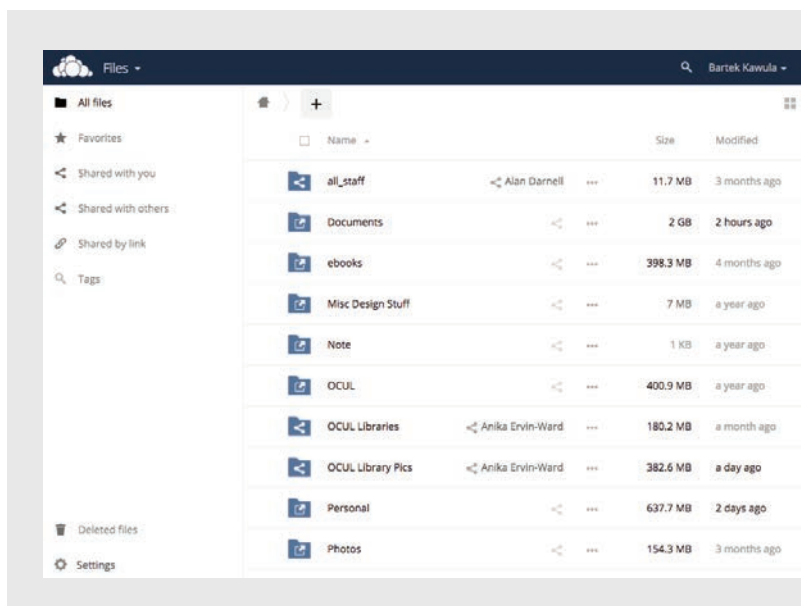 Files
Bartek Kawula
All files
Favorites
Shared with you
Shared with others
Shared by link
Tags
Deleted files
Settings
+
Name Size Modified
all_staff Alan Darnell ••• 11.7 MB 3 months ago
Documents ••• 2 GB 2 hours ago
ebooks ••• 398.3 MB 4 months ago
Misc Design Stuff ••• 7 MB a year ago
Note ••• 1 KB a year ago
OCUL ••• 400.9 MB a year ago
OCUL Libraries Anika Ervin-Ward ••• 180.2 MB a month ago
OCUL Library Pics Anika Ervin-Ward ••• 382.6 MB a day ago
Personal ••• 637.7 MB 2 days ago
Photos ••• 154.3 MB 3 months ago